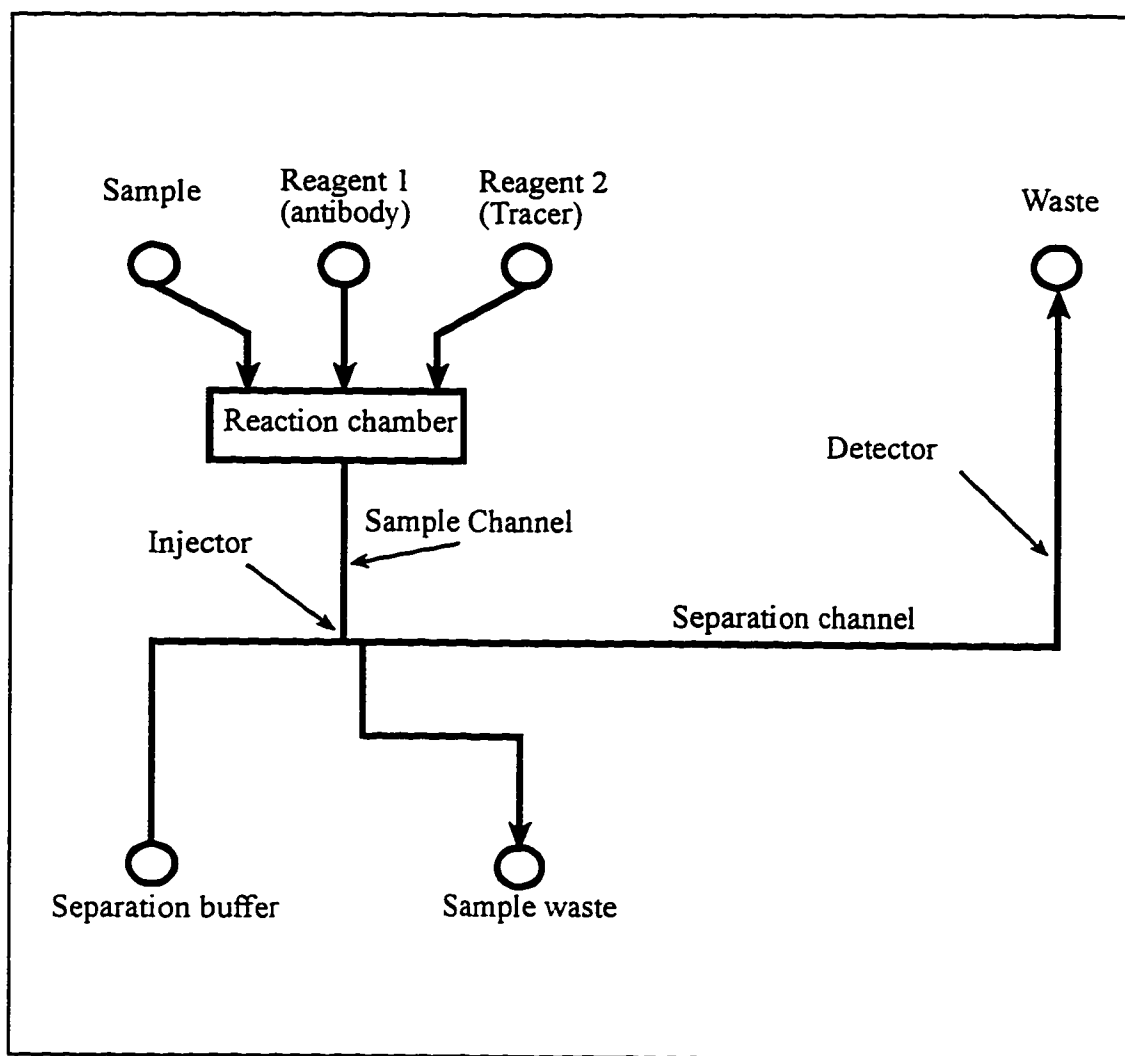 Sample
Reagent 1
(antibody)
Reagent 2
(Tracer)
Waste
Reaction chamber
Detector
Sample Channel
Injector
Separation channel
Separation buffer
Sample waste